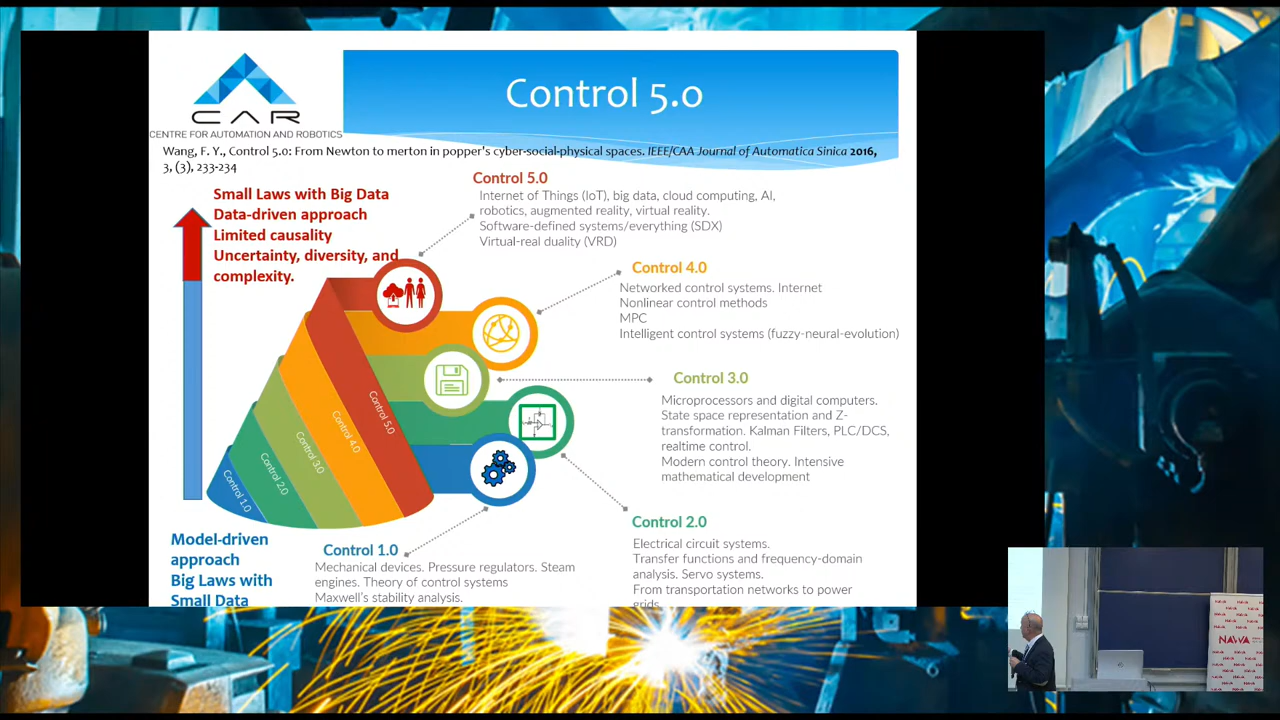 Control 5.0
CAR
CENTRE FOR AUTOMATION AND ROBOTICS
Wang, F. Y., Control 5.0: From Newton to merton in popper's cyber-social-physical spaces. IEEE/CAA Journal of Automatica Sinica 2016,
3, (3), 233-234
Small Laws with Big Data
Data-driven approach
Limited causality
Uncertainty, diversity, and
complexity.
Control 5.0
Internet of Things (IoT), big data, cloud computing, AI,
robotics, augmented reality, virtual reality.
Software-defined systems/everything (SDX)
Virtual-real duality (VRD)
Control 4.0
Networked control systems. Internet
Nonlinear control methods
MPC
Intelligent control systems (fuzzy-neural-evolution)
Control 3.0
Microprocessors and digital computers.
State space representation and Z-
transformation. Kalman Filters, PLC/DCS,
realtime control.
Modern control theory. Intensive
mathematical development
Control 1.0
Control 2.0
Control 3.0
Control 4.0
Control 5.0
Control 2.0
Electrical circuit systems.
Transfer functions and frequency-domain
analysis. Servo systems.
From transportation networks to power
grids.
Model-driven
approach
Big Laws with
Small Data
Control 1.0
Mechanical devices. Pressure regulators. Steam
engines. Theory of control systems
Maxwell's stability analysis.
NAWA